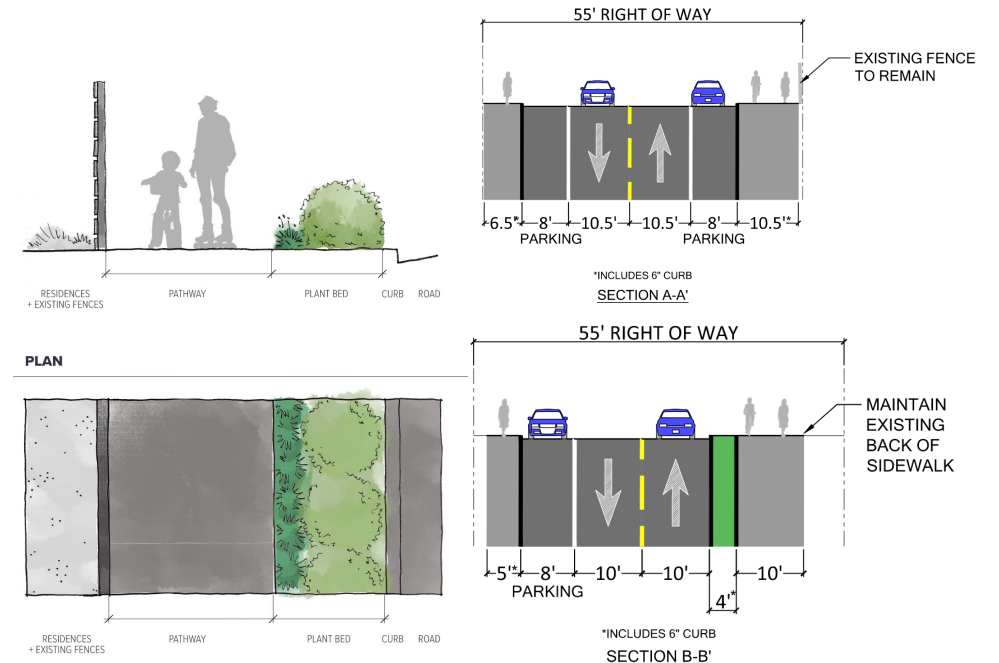 RESIDENCES
+ EXISTING FENCES
PATHWAY
PLANT BED
CURB
ROAD
PLAN
RESIDENCES
+ EXISTING FENCES
PATHWAY
PLANT BED
CURB
ROAD
55' RIGHT OF WAY
EXISTING FENCE
TO REMAIN
6.5'* 8' 10.5' 10.5' 8' 10.5'*
PARKING PARKING
*INCLUDES 6" CURB
SECTION A-A'
55' RIGHT OF WAY
MAINTAIN
EXISTING
BACK OF
SIDEWALK
5'* 8' 10' 10' 10'
PARKING
4'*
*INCLUDES 6" CURB
SECTION B-B'